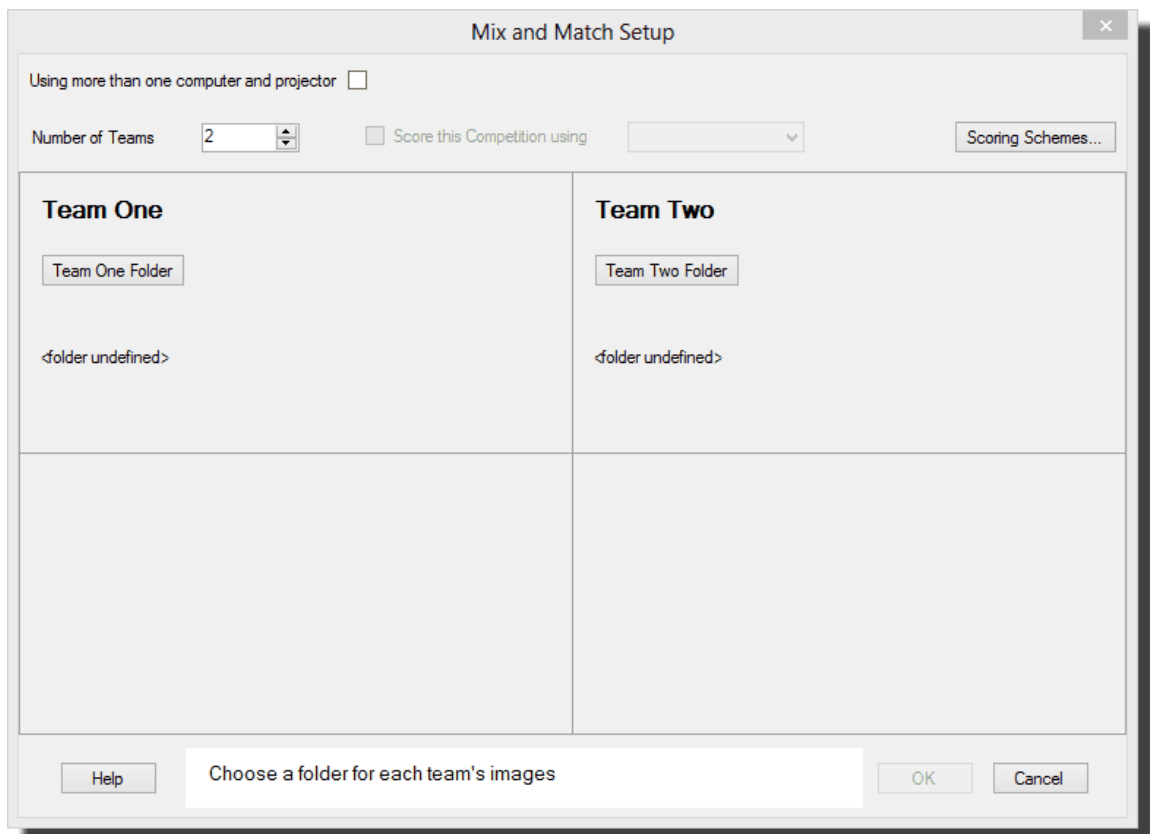 Mix and Match Setup
Using more than one computer and projector
Number of Teams 2 Score this Competition using Scoring Schemes...
Team One Team Two
Team One Folder Team Two Folder
<folder undefined> <folder undefined>
Help Choose a folder for each team's images OK Cancel